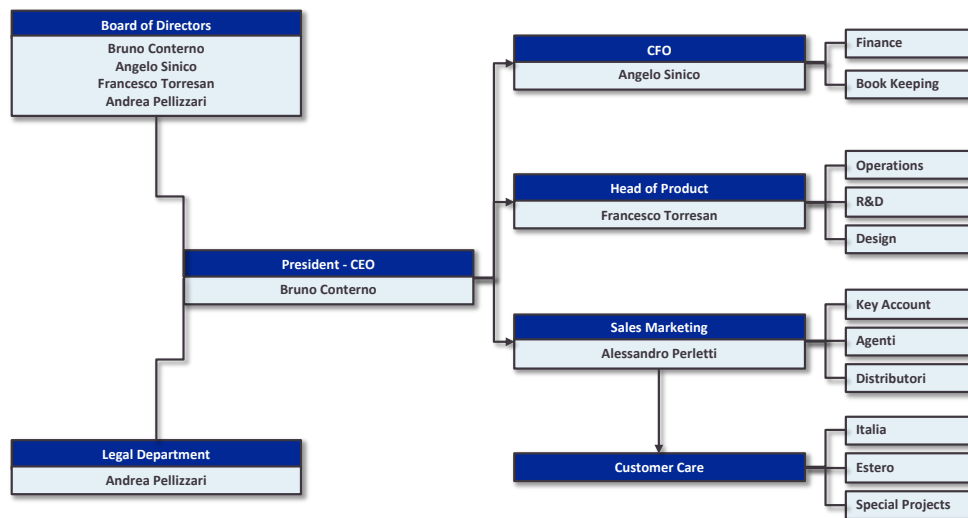 Board of Directors
Bruno Conterno
Angelo Sinico
Francesco Torresan
Andrea Pellizzari
President - CEO
Bruno Conterno
Legal Department
Andrea Pellizzari
CFO
Angelo Sinico
Finance
Book Keeping
Head of Product
Francesco Torresan
Operations
R&D
Design
Sales Marketing
Alessandro Perletti
Key Account
Agenti
Distributori
Customer Care
Italia
Estero
Special Projects